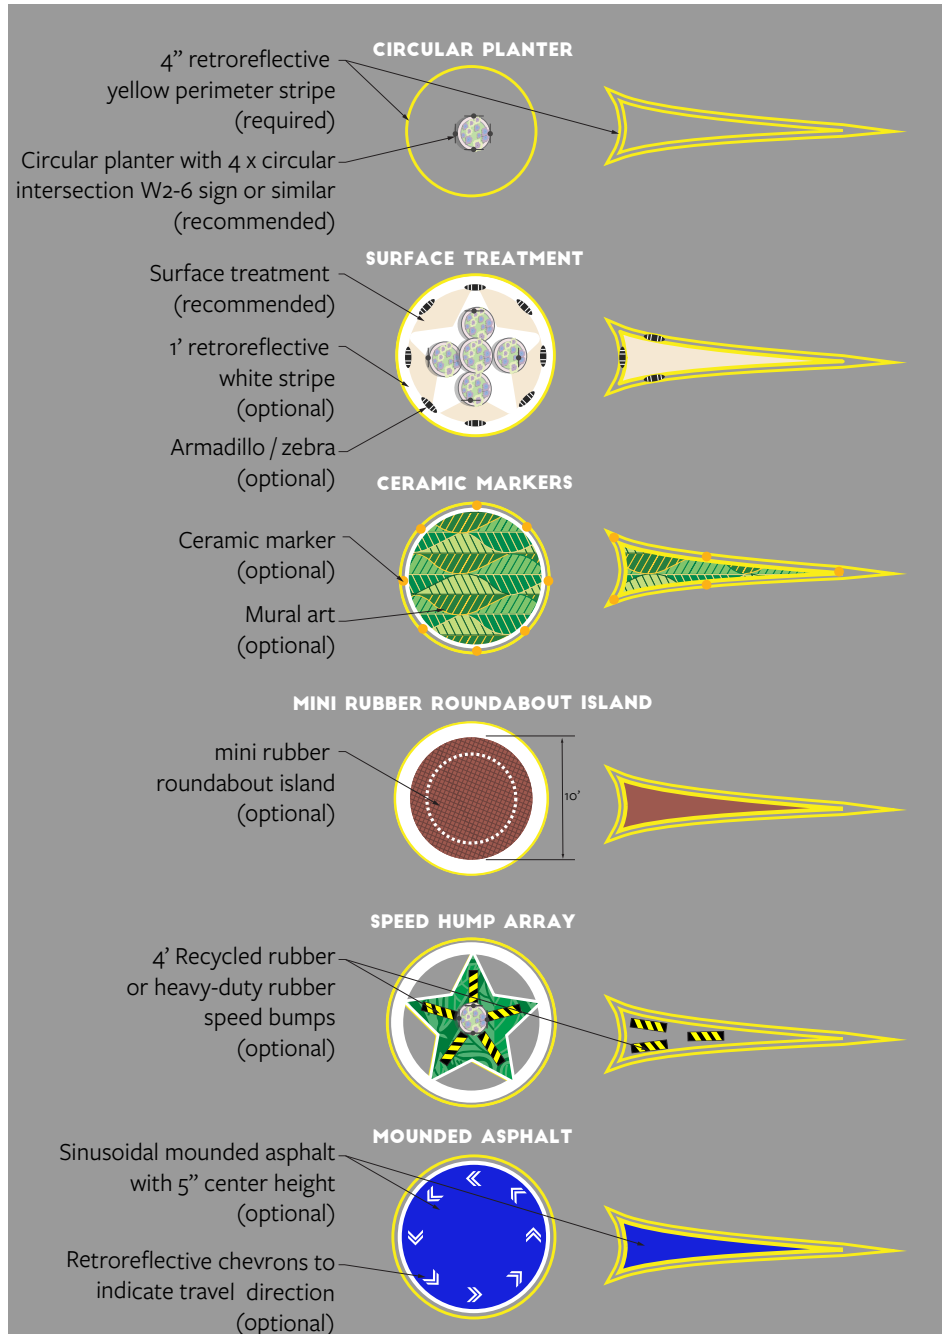 CIRCULAR PLANTER
4” retroreflective
yellow perimeter stripe
(required)
Circular planter with 4 x circular
intersection W2-6 sign or similar
(recommended)
SURFACE TREATMENT
Surface treatment
(recommended)
1’ retroreflective
white stripe
(optional)
Armadillo / zebra
(optional)
CERAMIC MARKERS
Ceramic marker
(optional)
Mural art
(optional)
MINI RUBBER ROUNDABOUT ISLAND
mini rubber
roundabout island
(optional)
10’
SPEED HUMP ARRAY
4’ Recycled rubber
or heavy-duty rubber
speed bumps
(optional)
MOUNDED ASPHALT
Sinusoidal mounded asphalt
with 5” center height
(optional)
Retroreflective chevrons to
indicate travel direction
(optional)